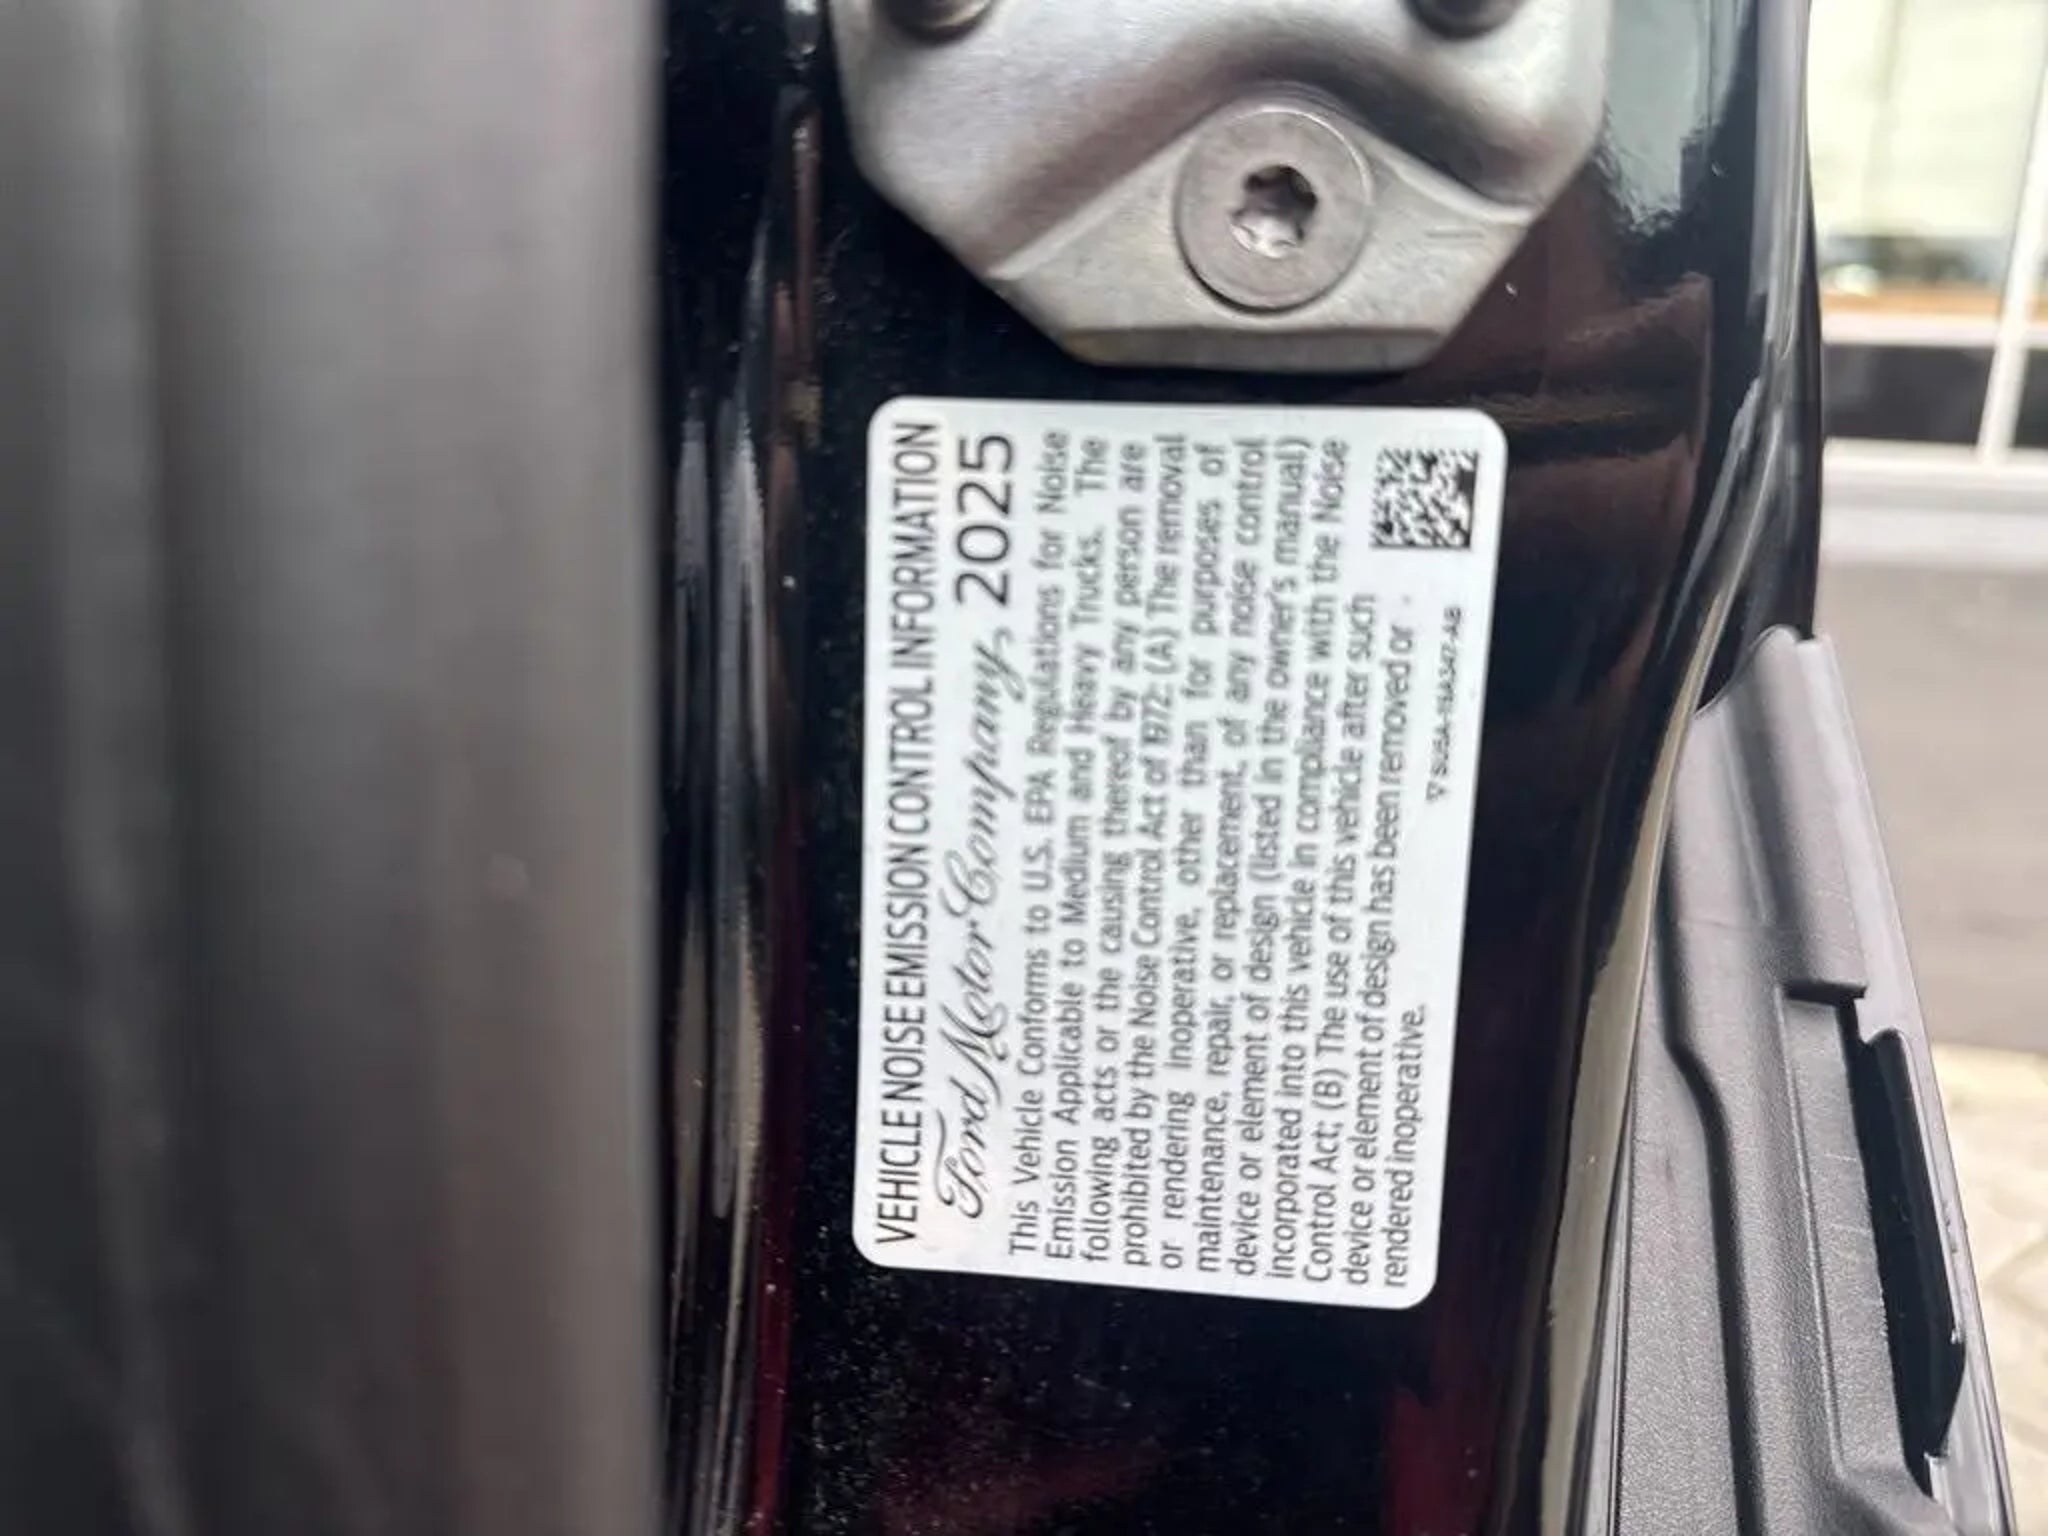 VEHICLE NOISE EMISSION CONTROL INFORMATION
Ford Motor Company, 2025
This Vehicle Conforms to U.S. EPA Regulations for Noise
Emission Applicable to Medium and Heavy Trucks. The
following acts or the causing thereof by any person are
prohibited by the Noise Control Act of 1972: (A) The removal
or rendering inoperative, other than for purposes of
maintenance, repair, or replacement, of any noise control
device or element of design (listed in the owner's manual)
incorporated into this vehicle in compliance with the Noise
Control Act; (B) The use of this vehicle after such
device or element of design has been removed or
rendered inoperative.